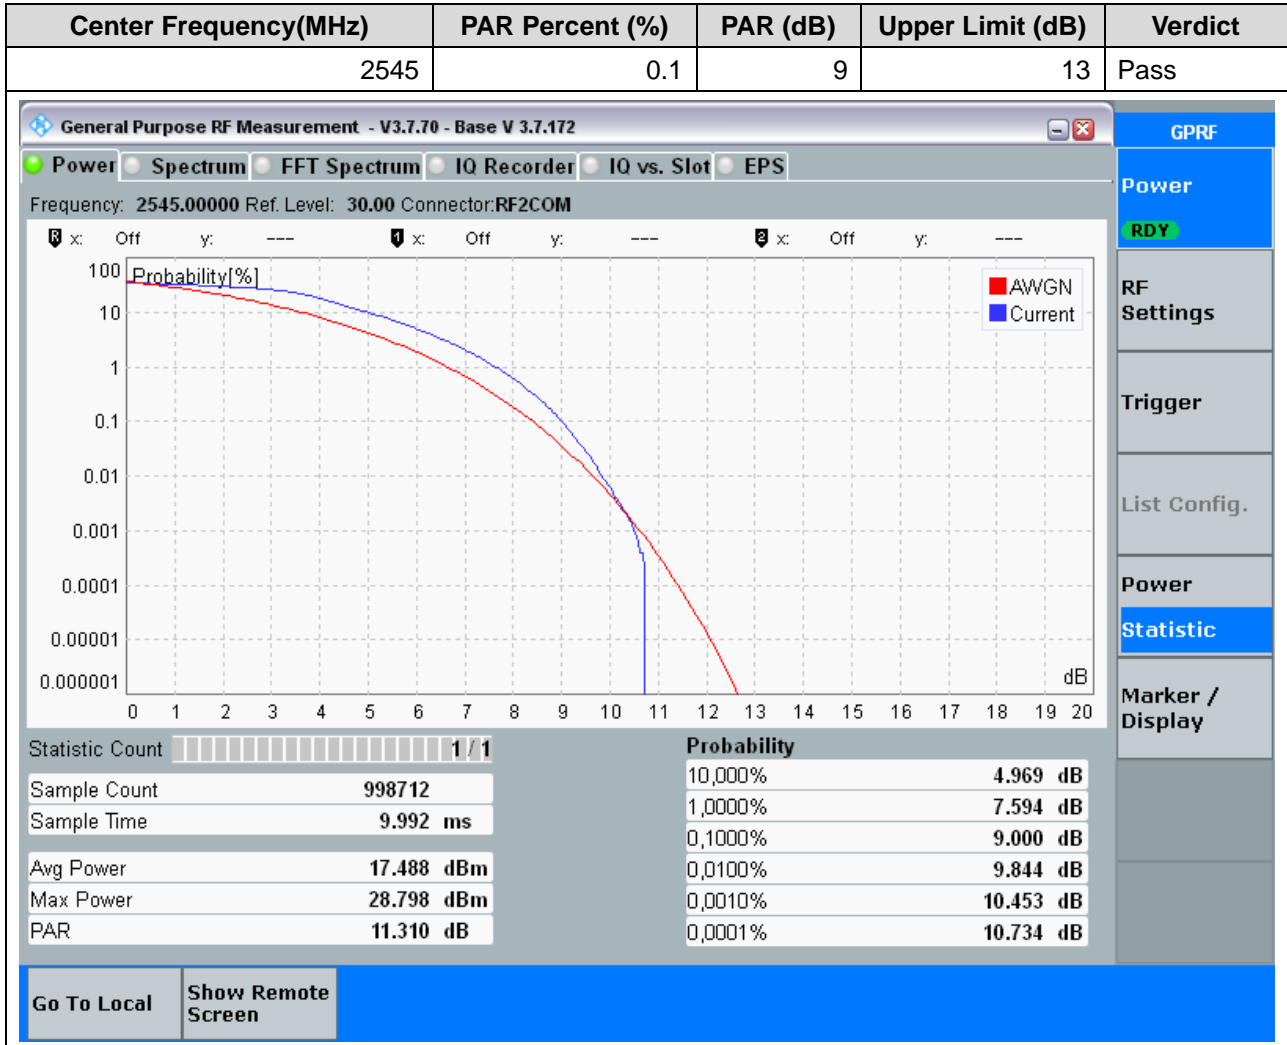 Center Frequency(MHz) PAR Percent (%) PAR (dB) Upper Limit (dB) Verdict
2545 0.1 9 13 Pass
General Purpose RF Measurement - V3.7.70 - Base V 3.7.172
GPRF
Power Spectrum FFT Spectrum IQ Recorder IQ vs. Slot EPS
Frequency: 2545.00000 Ref. Level: 30.00 Connector:RF2COM
R x: Off y: --- 1 x: Off y: --- 2 x: Off y: ---
Probability[%]
AWGN
Current
100
10
1
0.1
0.01
0.001
0.0001
0.00001
0.000001
dB
0 1 2 3 4 5 6 7 8 9 10 11 12 13 14 15 16 17 18 19 20
Statistic Count 1 / 1
Sample Count 998712
Sample Time 9.992 ms
Avg Power 17.488 dBm
Max Power 28.798 dBm
PAR 11.310 dB
Probability
10,000% 4.969 dB
1,0000% 7.594 dB
0,1000% 9.000 dB
0,0100% 9.844 dB
0,0010% 10.453 dB
0,0001% 10.734 dB
Power
RDY
RF
Settings
Trigger
List Config.
Power
Statistic
Marker /
Display
Go To Local
Show Remote
Screen